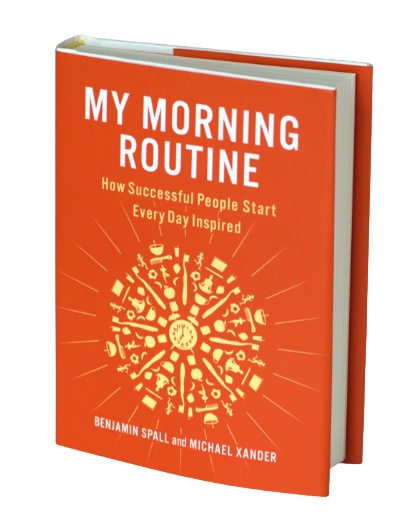 MY MORNING
ROUTINE
How Successful People Start
Every Day Inspired
BENJAMIN SPALL and MICHAEL XANDER